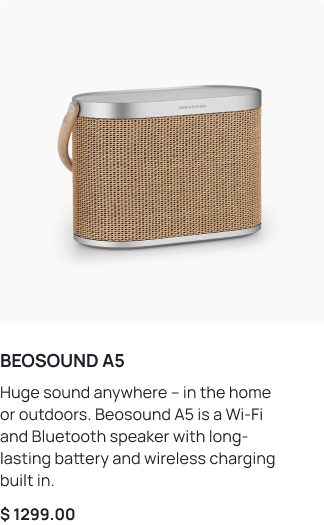 BEOSOUND A5
Huge sound anywhere – in the home
or outdoors. Beosound A5 is a Wi-Fi
and Bluetooth speaker with long-
lasting battery and wireless charging
built in.
$ 1299.00